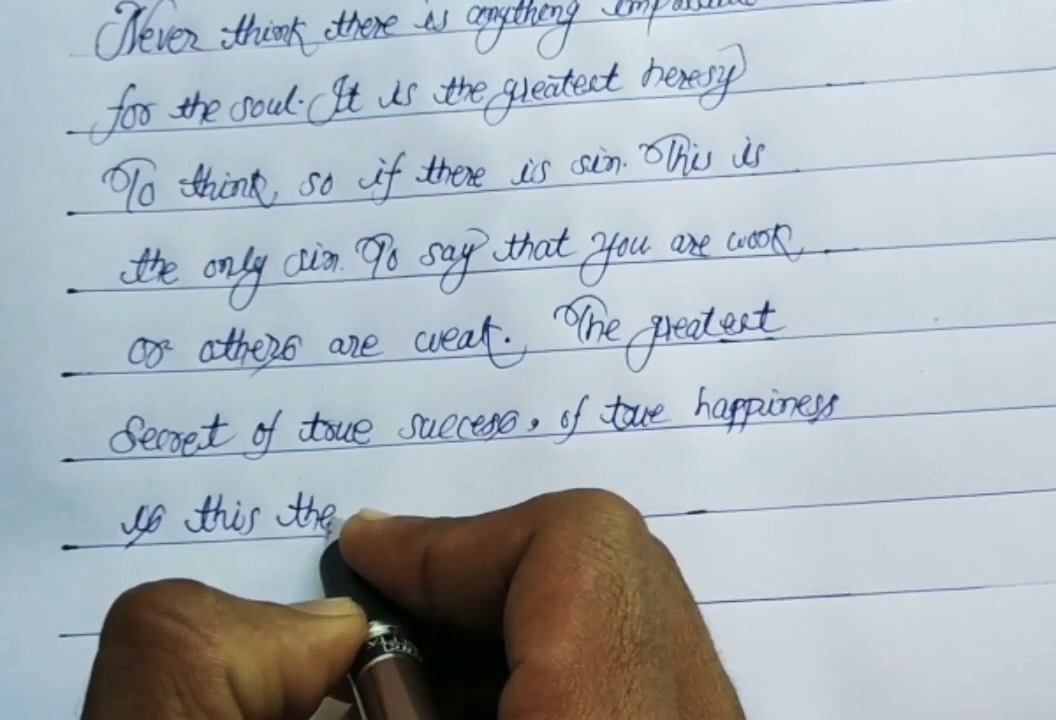 Never think there is anything
for the soul. It is the greatest heresy
To think, so if there is sin. This is
the only sin. To say that you are weak
or others are weak. The greatest
Secret of true success, of true happiness
is this the